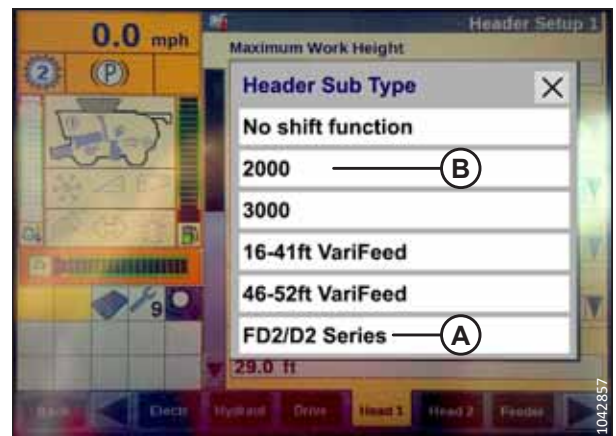 0.0 mph
Header Setup 1
Maximum Work Height
2
P
Header Sub Type
No shift function
2000
B
3000
16-41ft VariFeed
46-52ft VariFeed
9
FD2/D2 Series
A
29.0 ft
Back
Electr
Hydraul
Drive
Head 1
Head 2
Feeder
1042857